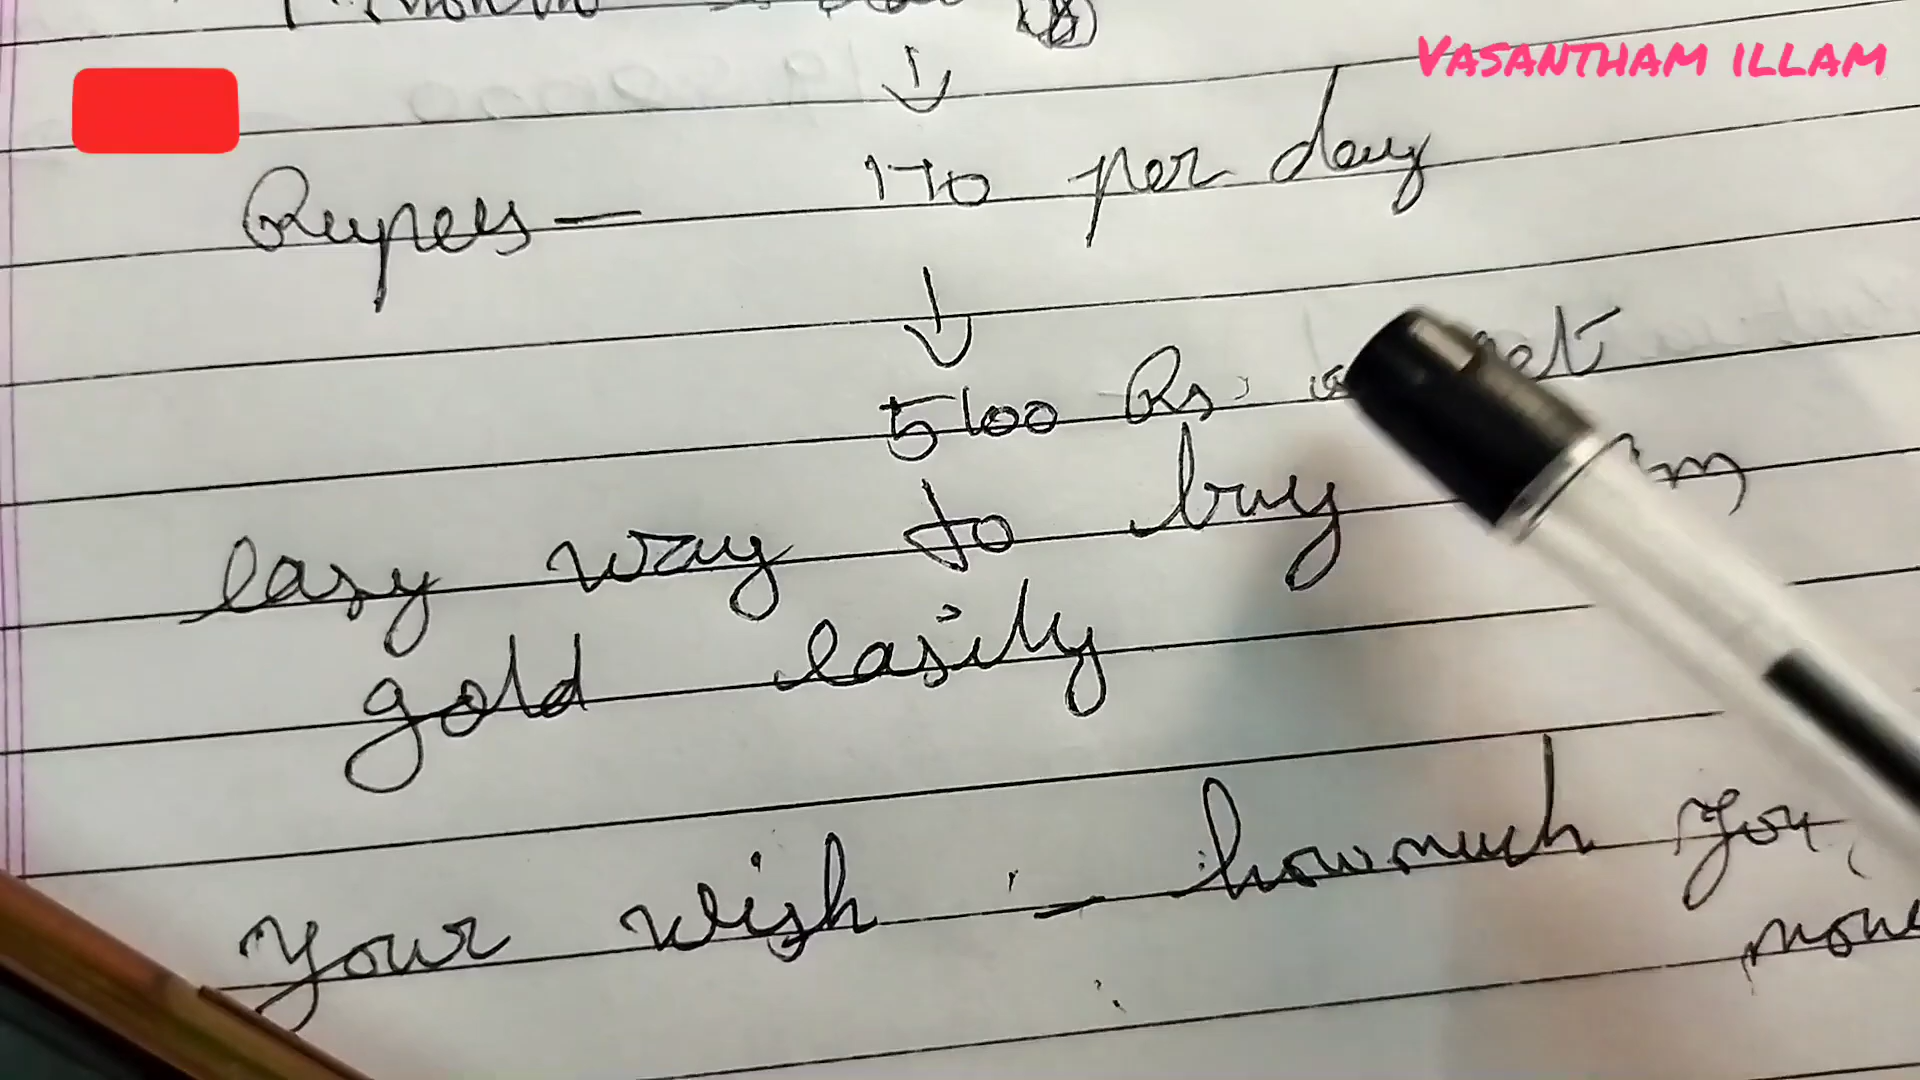 VASANTHAM ILLAM
170 per day
Rupees —
5100 Rs.
easy way to buy
gold easily
your wish :- howmuch you